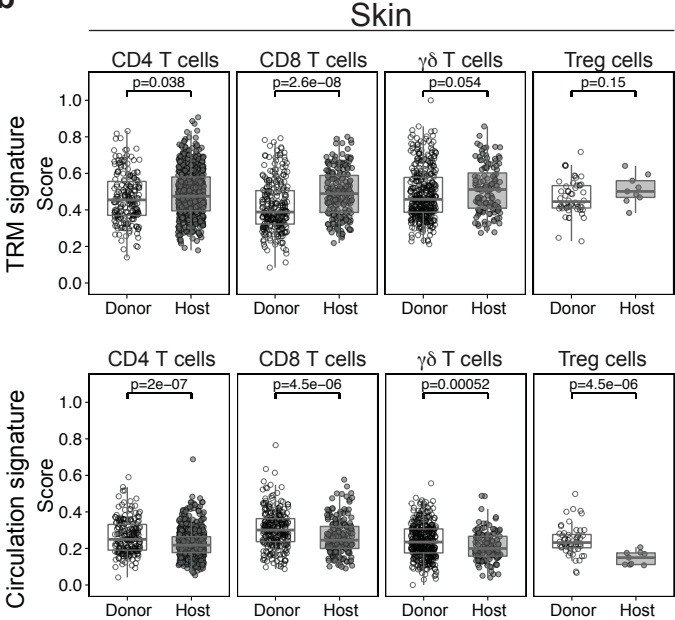 b
Skin
CD4 T cells CD8 T cells γδ T cells Treg cells
p=0.038 p=2.6e−08 p=0.054 p=0.15
TRM signature
Score
1.0
0.8
0.6
0.4
0.2
0.0
Donor Host Donor Host Donor Host Donor Host
CD4 T cells CD8 T cells γδ T cells Treg cells
p=2e−07 p=4.5e−06 p=0.00052 p=4.5e−06
Circulation signature
Score
1.0
0.8
0.6
0.4
0.2
0.0
Donor Host Donor Host Donor Host Donor Host